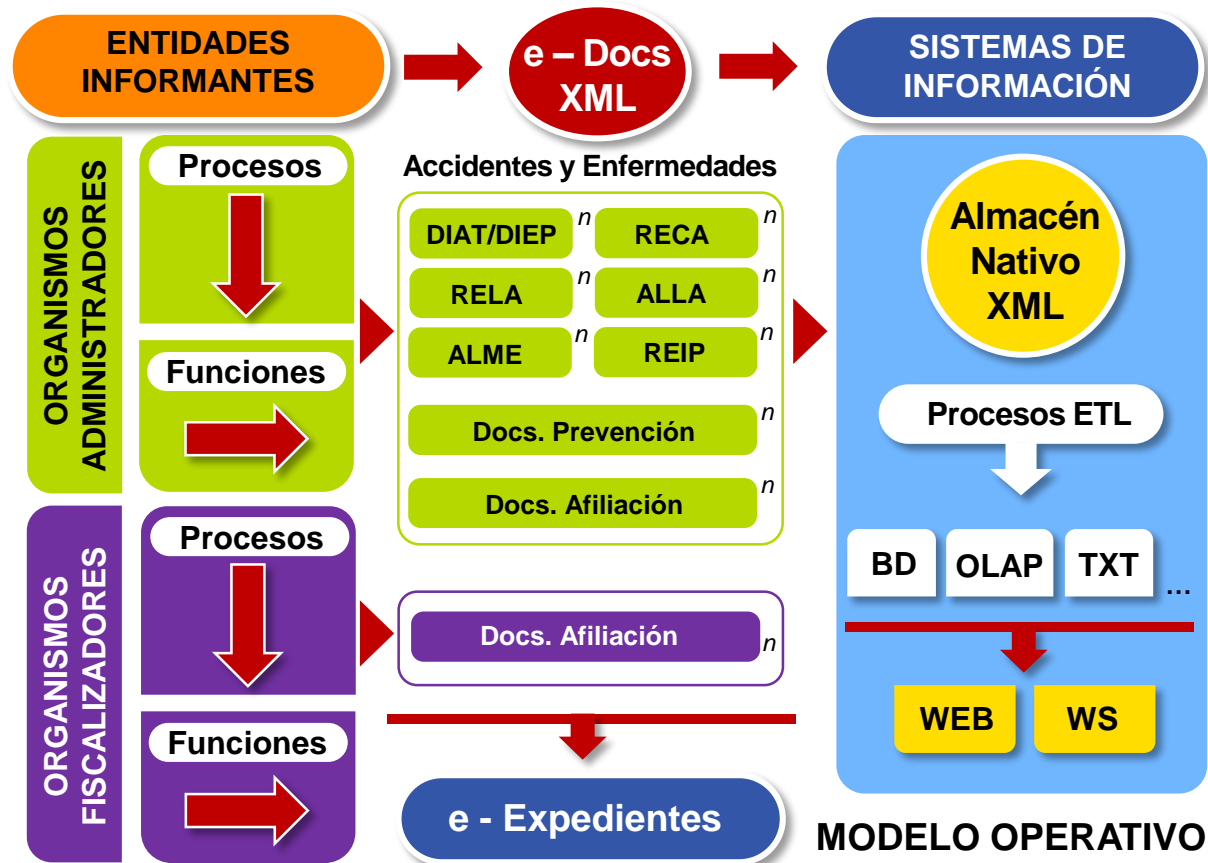 ENTIDADES
INFORMANTES
e – Docs
XML
SISTEMAS DE
INFORMACIÓN
ORGANISMOS
ADMINISTRADORES
Procesos
Funciones
Accidentes y Enfermedades
DIAT/DIEP n
RECA n
RELA n
ALLA n
ALME n
REIP n
Docs. Prevención n
Docs. Afiliación n
ORGANISMOS
FISCALIZADORES
Procesos
Funciones
Docs. Afiliación n
e - Expedientes
Almacén
Nativo
XML
Procesos ETL
BD OLAP TXT ...
WEB WS
MODELO OPERATIVO